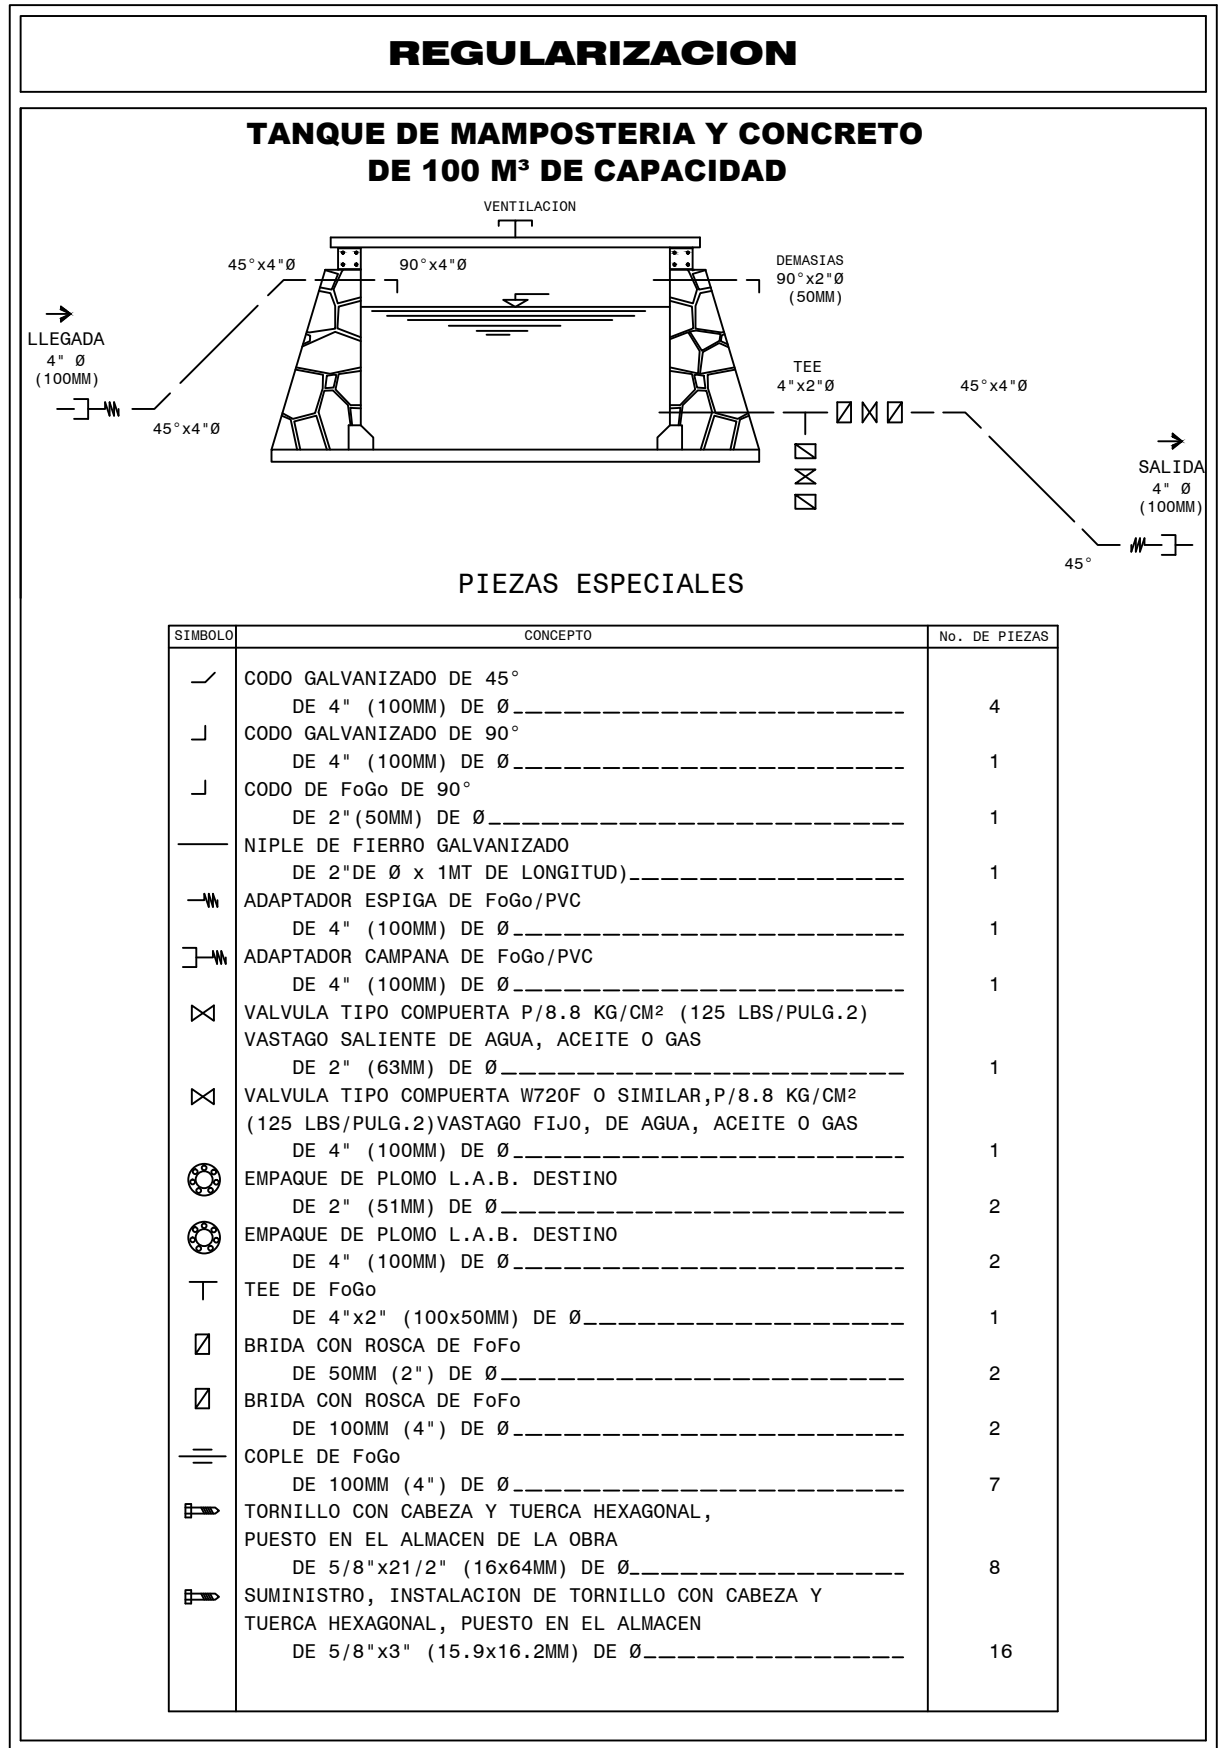 REGULARIZACION
TANQUE DE MAMPOSTERIA Y CONCRETO
DE 100 M³ DE CAPACIDAD
VENTILACION
45°x4"Ø
90°x4"Ø
DEMASIAS
90°x2"Ø
(50MM)
LLEGADA
4" Ø
(100MM)
45°x4"Ø
TEE
4"x2"Ø
45°x4"Ø
SALIDA
4" Ø
(100MM)
45°
PIEZAS ESPECIALES
SIMBOLO CONCEPTO No. DE PIEZAS
CODO GALVANIZADO DE 45°
DE 4" (100MM) DE Ø 4
CODO GALVANIZADO DE 90°
DE 4" (100MM) DE Ø 1
CODO DE FoGo DE 90°
DE 2"(50MM) DE Ø 1
NIPLE DE FIERRO GALVANIZADO
DE 2"DE Ø x 1MT DE LONGITUD) 1
ADAPTADOR ESPIGA DE FoGo/PVC
DE 4" (100MM) DE Ø 1
ADAPTADOR CAMPANA DE FoGo/PVC
DE 4" (100MM) DE Ø 1
VALVULA TIPO COMPUERTA P/8.8 KG/CM² (125 LBS/PULG.2)
VASTAGO SALIENTE DE AGUA, ACEITE O GAS
DE 2" (63MM) DE Ø 1
VALVULA TIPO COMPUERTA W720F O SIMILAR,P/8.8 KG/CM²
(125 LBS/PULG.2)VASTAGO FIJO, DE AGUA, ACEITE O GAS
DE 4" (100MM) DE Ø 1
EMPAQUE DE PLOMO L.A.B. DESTINO
DE 2" (51MM) DE Ø 2
EMPAQUE DE PLOMO L.A.B. DESTINO
DE 4" (100MM) DE Ø 2
TEE DE FoGo
DE 4"x2" (100x50MM) DE Ø 1
BRIDA CON ROSCA DE FoFo
DE 50MM (2") DE Ø 2
BRIDA CON ROSCA DE FoFo
DE 100MM (4") DE Ø 2
COPLE DE FoGo
DE 100MM (4") DE Ø 7
TORNILLO CON CABEZA Y TUERCA HEXAGONAL,
PUESTO EN EL ALMACEN DE LA OBRA
DE 5/8"x21/2" (16x64MM) DE Ø 8
SUMINISTRO, INSTALACION DE TORNILLO CON CABEZA Y
TUERCA HEXAGONAL, PUESTO EN EL ALMACEN
DE 5/8"x3" (15.9x16.2MM) DE Ø 16